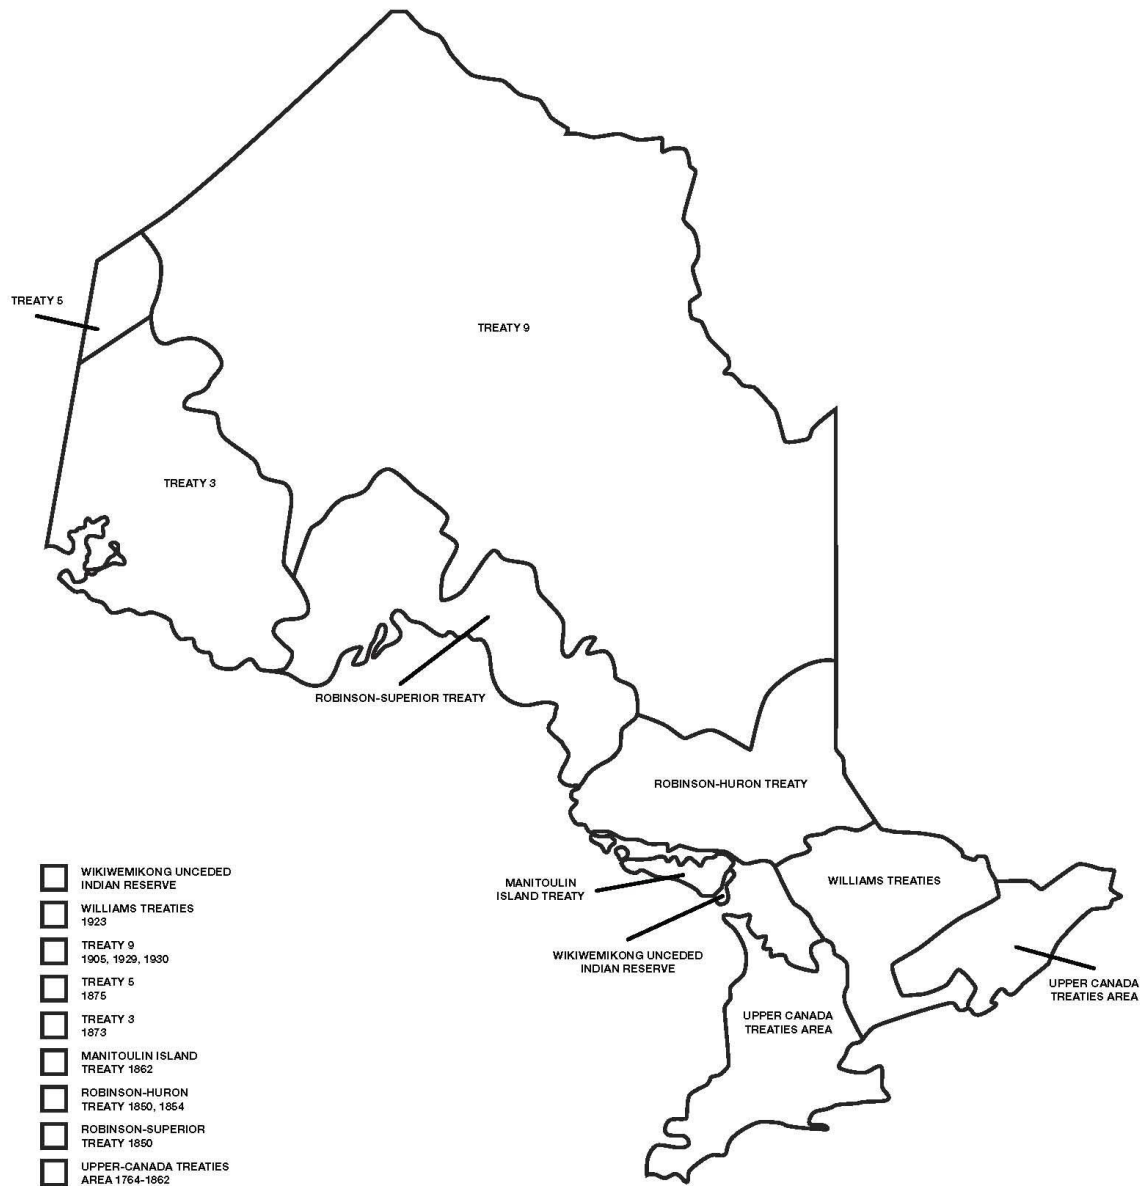 TREATY 5
TREATY 9
TREATY 3
ROBINSON-SUPERIOR TREATY
ROBINSON-HURON TREATY
MANITOULIN
ISLAND TREATY
WILLIAMS TREATIES
WIKIWEMIKONG UNCEDED
INDIAN RESERVE
UPPER CANADA
TREATIES AREA
UPPER CANADA
TREATIES AREA
WIKIWEMIKONG UNCEDED
INDIAN RESERVE
WILLIAMS TREATIES
1923
TREATY 9
1905, 1929, 1930
TREATY 5
1875
TREATY 3
1873
MANITOULIN ISLAND
TREATY 1862
ROBINSON-HURON
TREATY 1850, 1854
ROBINSON-SUPERIOR
TREATY 1850
UPPER-CANADA TREATIES
AREA 1764-1862